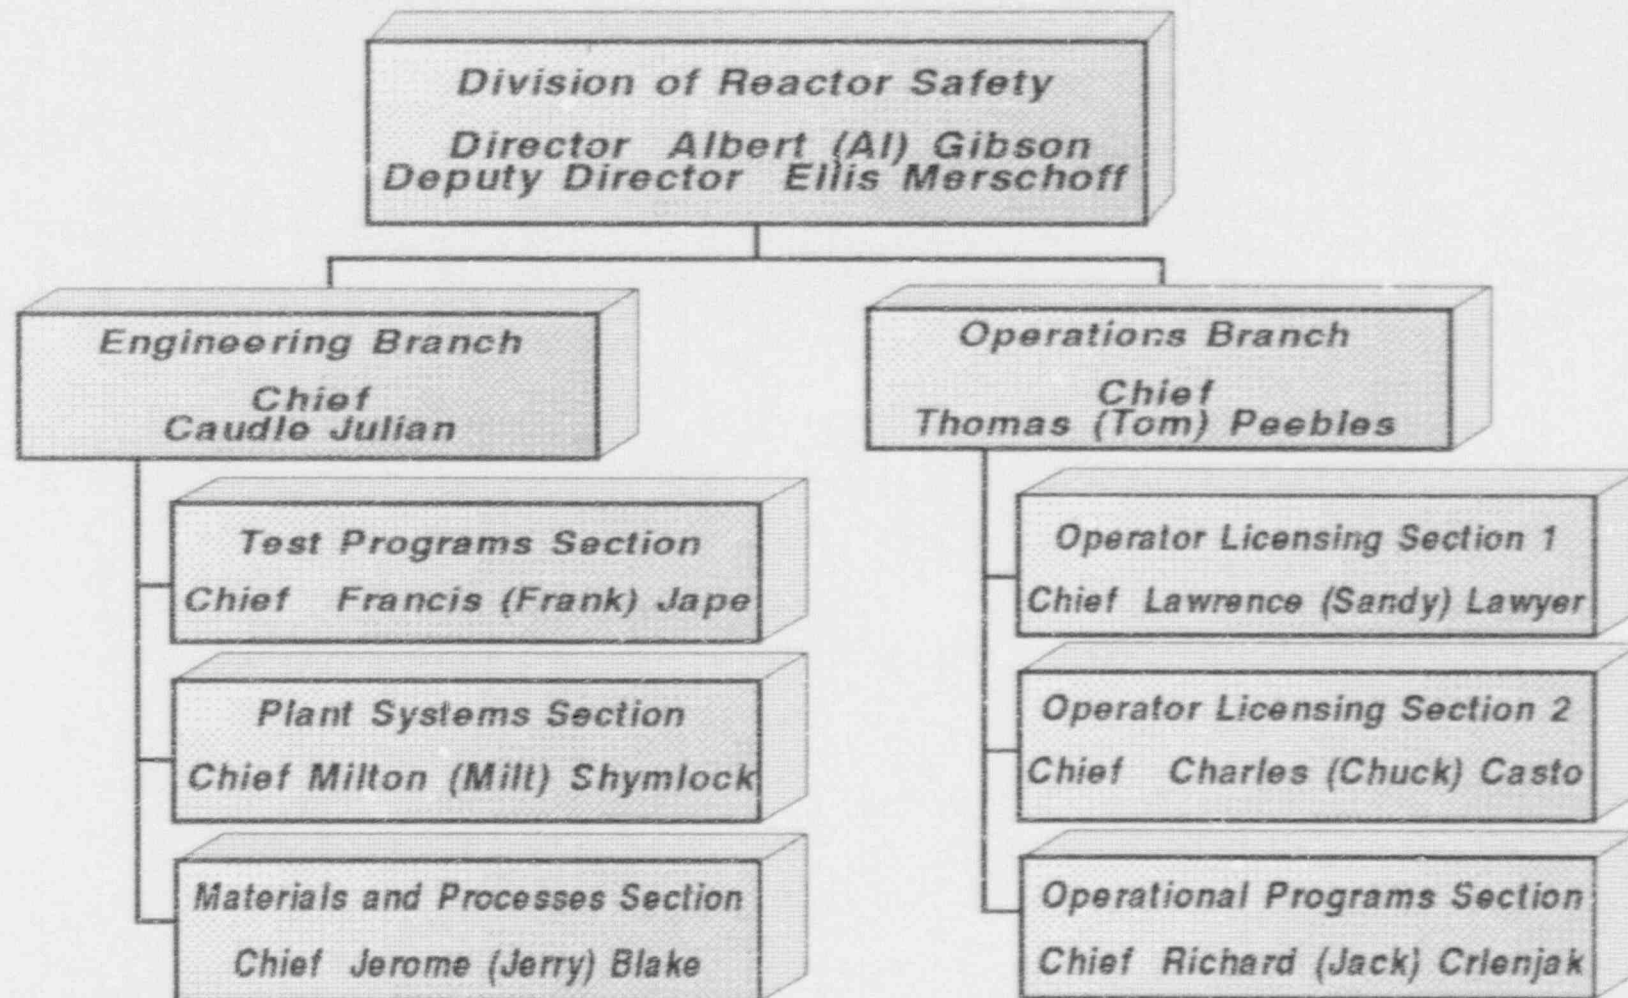 Division of Reactor Safety
Director Albert (Al) Gibson
Deputy Director Ellis Merschoff
Engineering Branch
Chief
Caudle Julian
Test Programs Section
Chief Francis (Frank) Jape
Plant Systems Section
Chief Milton (Milt) Shymlock
Materials and Processes Section
Chief Jerome (Jerry) Blake
Operations Branch
Chief
Thomas (Tom) Peebles
Operator Licensing Section 1
Chief Lawrence (Sandy) Lawyer
Operator Licensing Section 2
Chief Charles (Chuck) Casto
Operational Programs Section
Chief Richard (Jack) Crlenjak